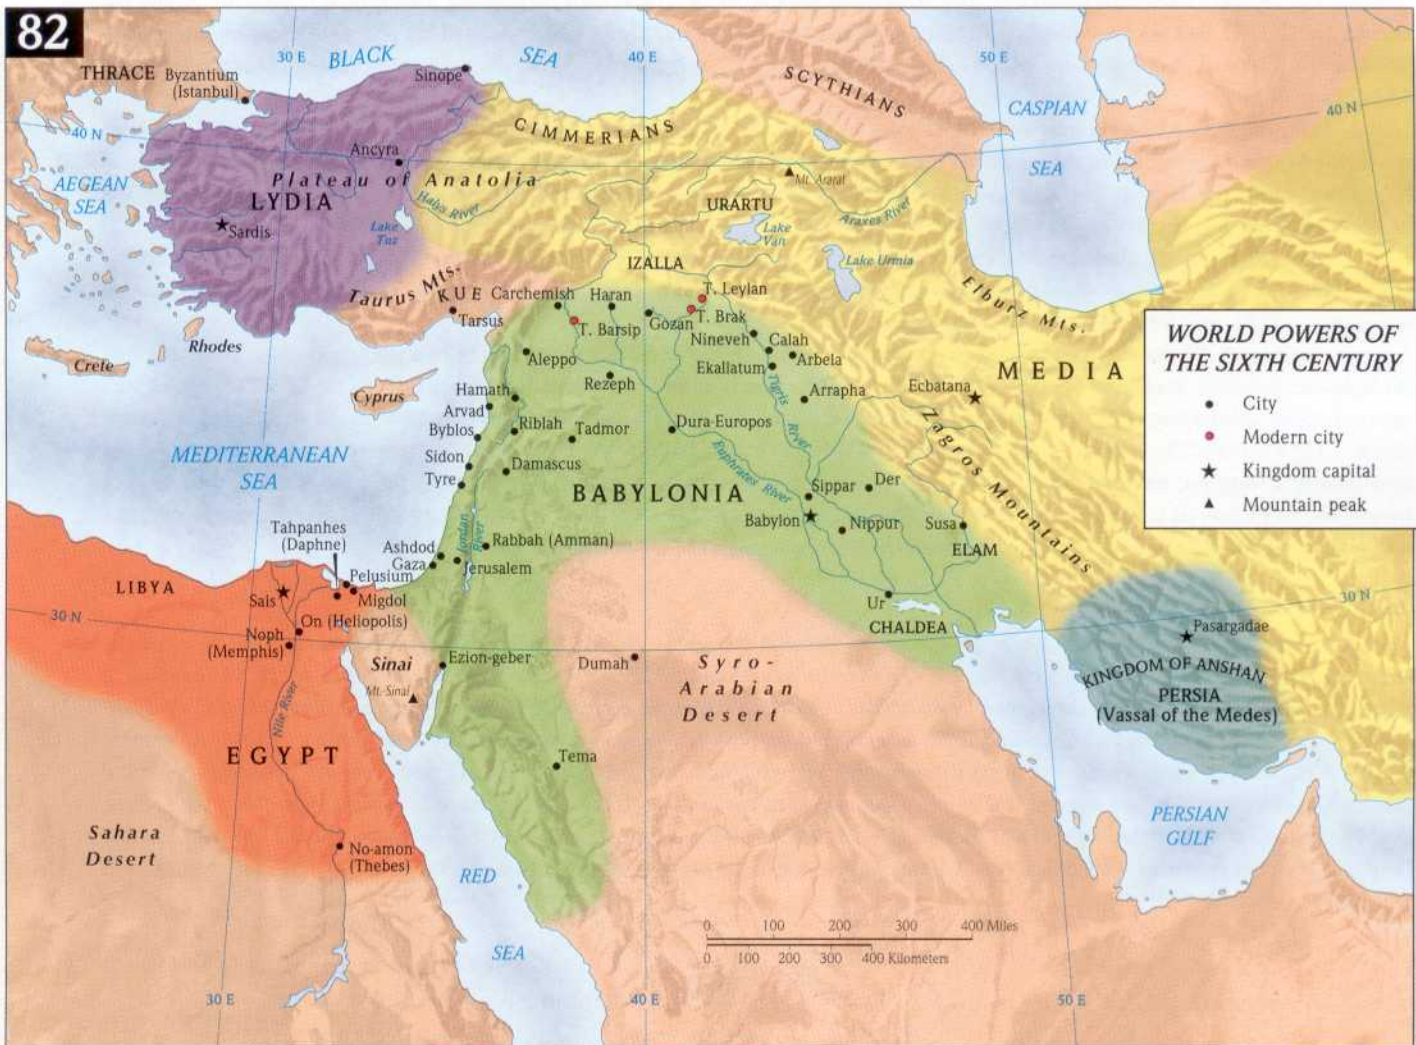 82
THRACE
Byzantium
(Istanbul)
30 E
BLACK
SEA
Sinope
40 E
SCYTHIANS
50 E
CASPIAN
SEA
40 N
40 N
CIMMERIANS
Ancyra
Plateau of Anatolia
LYDIA
Halys River
AEGEAN
SEA
Sardis
Lake
Tuz
Mt. Ararat
URARTU
Araxes River
Lake
Van
Lake Urmia
IZALLA
Elburz Mts.
Taurus Mts.
KUE
Tarsus
Carchemish
Haran
T. Leylan
T. Barsip
Gozan
T. Brak
Nineveh
Calah
Arbela
Ekallatum
Aleppo
Rezeph
Arrapha
Tigris
River
MEDIA
Ecbatana
Zagros Mountains
Rhodes
Crete
Cyprus
Hamath
Arvad
Byblos
Riblah
Tadmor
Dura-Europos
Sidon
Tyre
Damascus
MEDITERRANEAN
SEA
BABYLONIA
Euphrates River
Sippar
Der
Babylon
Nippur
Susa
ELAM
Tahpanhes
(Daphne)
Ashdod
Gaza
Jordan
River
Rabbah (Amman)
Jerusalem
LIBYA
Pelusium
Sais
Migdol
30 N
On (Heliopolis)
Noph
(Memphis)
Ur
CHALDEA
30 N
Pasargadae
KINGDOM OF ANSHAN
PERSIA
(Vassal of the Medes)
Sinai
Mt. Sinai
Ezion-geber
Dumah
Syro-
Arabian
Desert
Nile River
EGYPT
Tema
Sahara
Desert
No-amon
(Thebes)
RED
SEA
PERSIAN
GULF
0 100 200 300 400 Miles
0 100 200 300 400 Kilometers
30 E
40 E
50 E
WORLD POWERS OF
THE SIXTH CENTURY
City
Modern city
Kingdom capital
Mountain peak